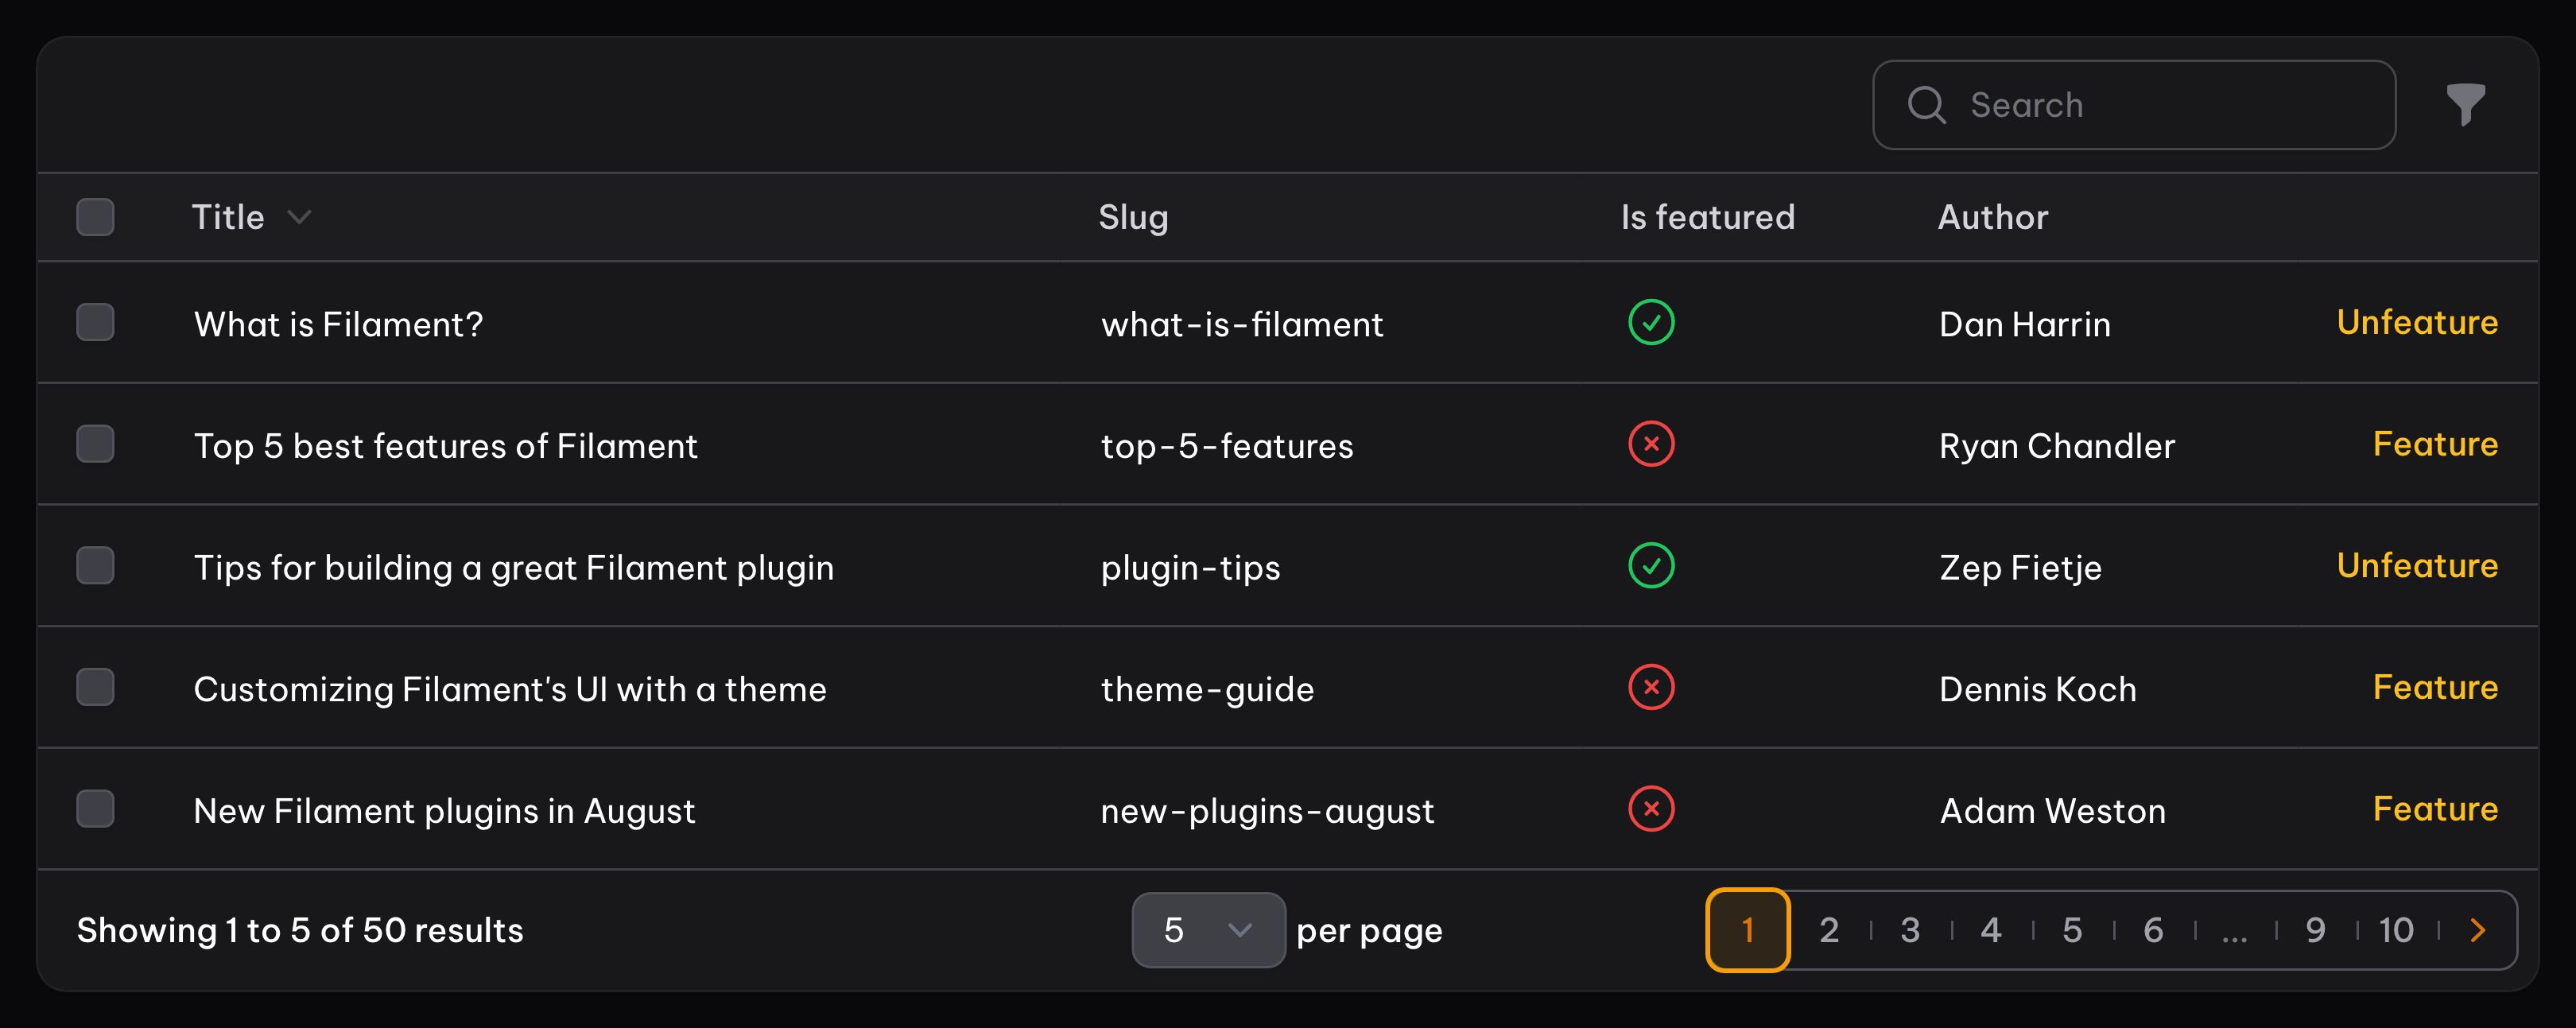 Search
Title Slug Is featured Author
What is Filament? what-is-filament Dan Harrin Unfeature
Top 5 best features of Filament top-5-features Ryan Chandler Feature
Tips for building a great Filament plugin plugin-tips Zep Fietje Unfeature
Customizing Filament's UI with a theme theme-guide Dennis Koch Feature
New Filament plugins in August new-plugins-august Adam Weston Feature
Showing 1 to 5 of 50 results 5 per page 1 2 3 4 5 6 ... 9 10